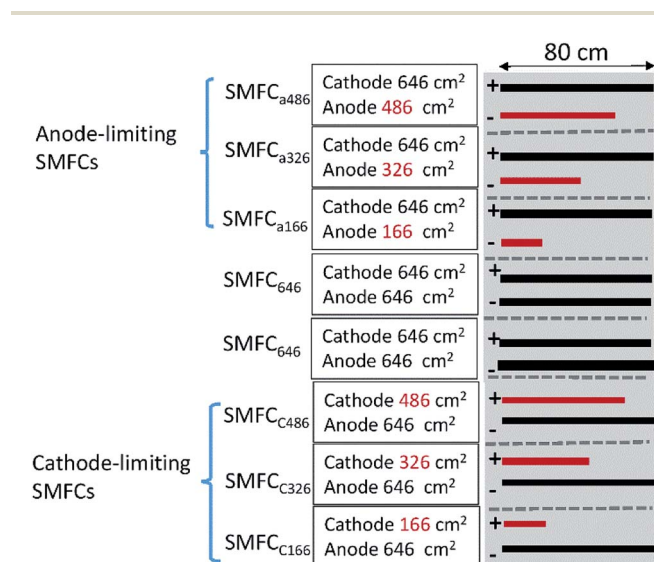 80 cm
Anode-limiting
SMFCs
SMFCa486
Cathode 646 cm²
Anode 486 cm²
+
-
SMFCa326
Cathode 646 cm²
Anode 326 cm²
+
-
SMFCa166
Cathode 646 cm²
Anode 166 cm²
+
-
SMFC646
Cathode 646 cm²
Anode 646 cm²
+
-
SMFC646
Cathode 646 cm²
Anode 646 cm²
+
-
Cathode-limiting
SMFCs
SMFCC486
Cathode 486 cm²
Anode 646 cm²
+
-
SMFCC326
Cathode 326 cm²
Anode 646 cm²
+
-
SMFCC166
Cathode 166 cm²
Anode 646 cm²
+
-